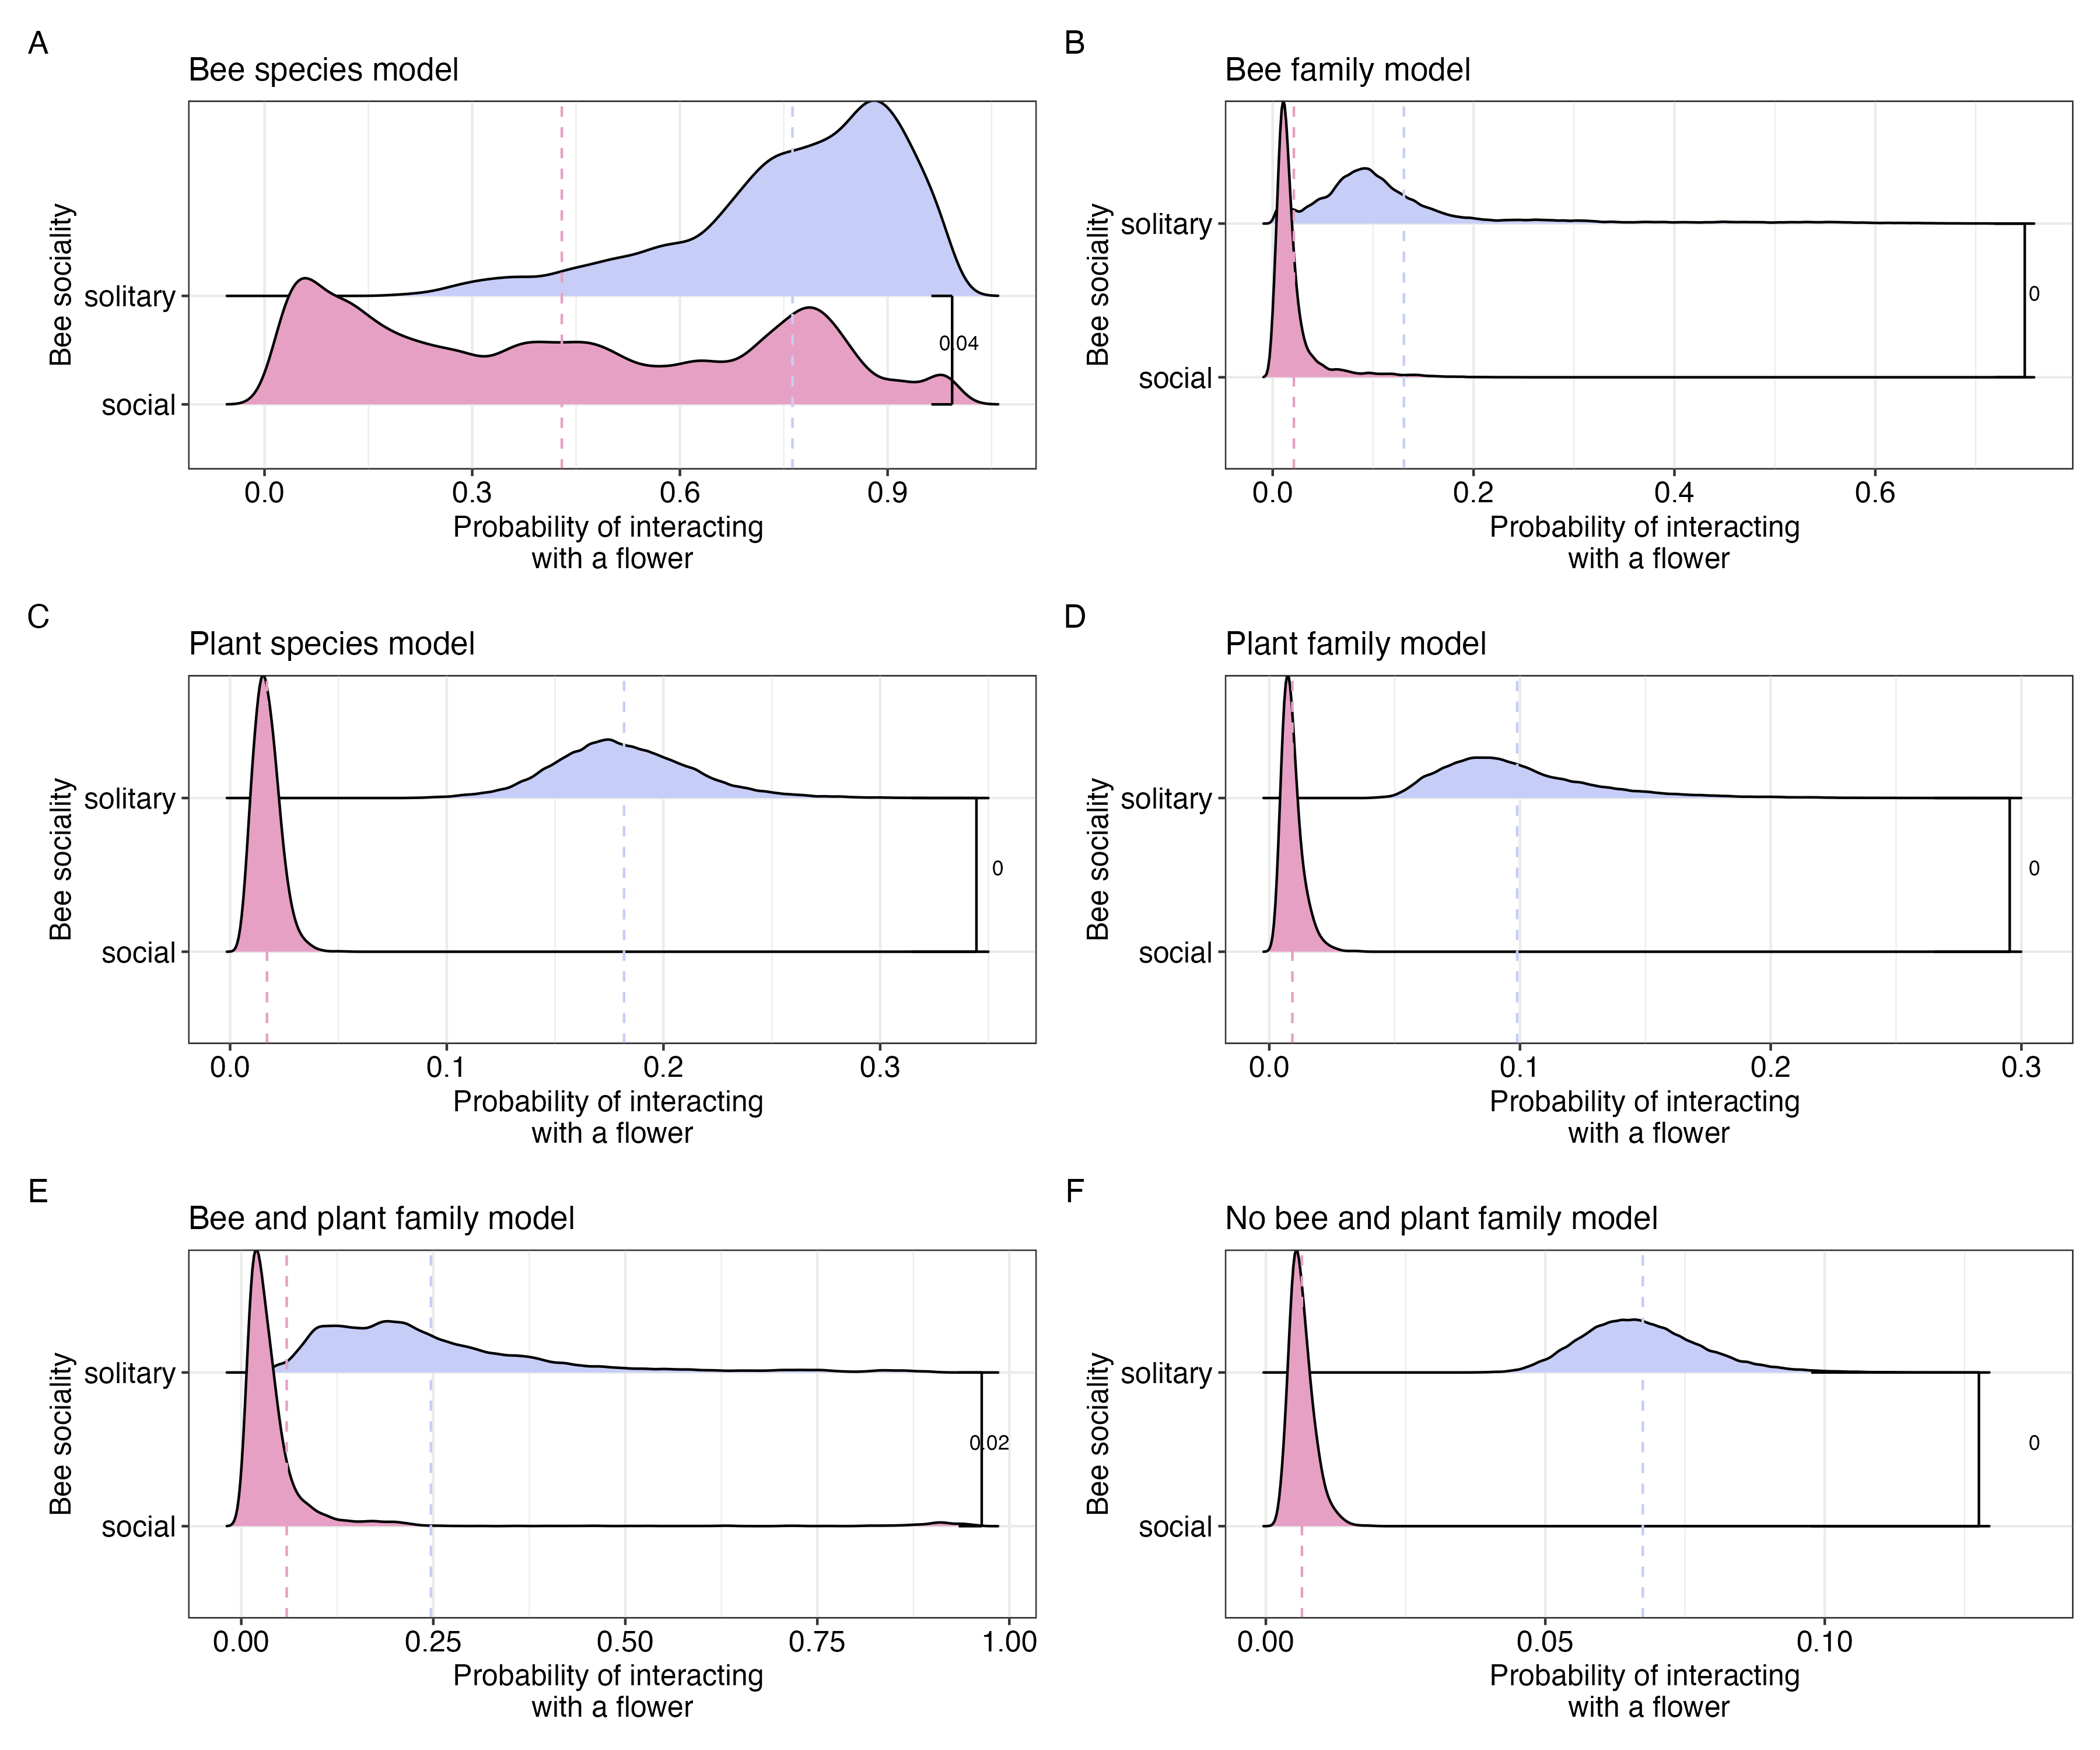 A
Bee species model
Bee sociality
solitary
social
0.04
0.0 0.3 0.6 0.9
Probability of interacting
with a flower
B
Bee family model
Bee sociality
solitary
social
0
0.0 0.2 0.4 0.6
Probability of interacting
with a flower
C
Plant species model
Bee sociality
solitary
social
0
0.0 0.1 0.2 0.3
Probability of interacting
with a flower
D
Plant family model
Bee sociality
solitary
social
0
0.0 0.1 0.2 0.3
Probability of interacting
with a flower
E
Bee and plant family model
Bee sociality
solitary
social
0.02
0.00 0.25 0.50 0.75 1.00
Probability of interacting
with a flower
F
No bee and plant family model
Bee sociality
solitary
social
0
0.00 0.05 0.10
Probability of interacting
with a flower